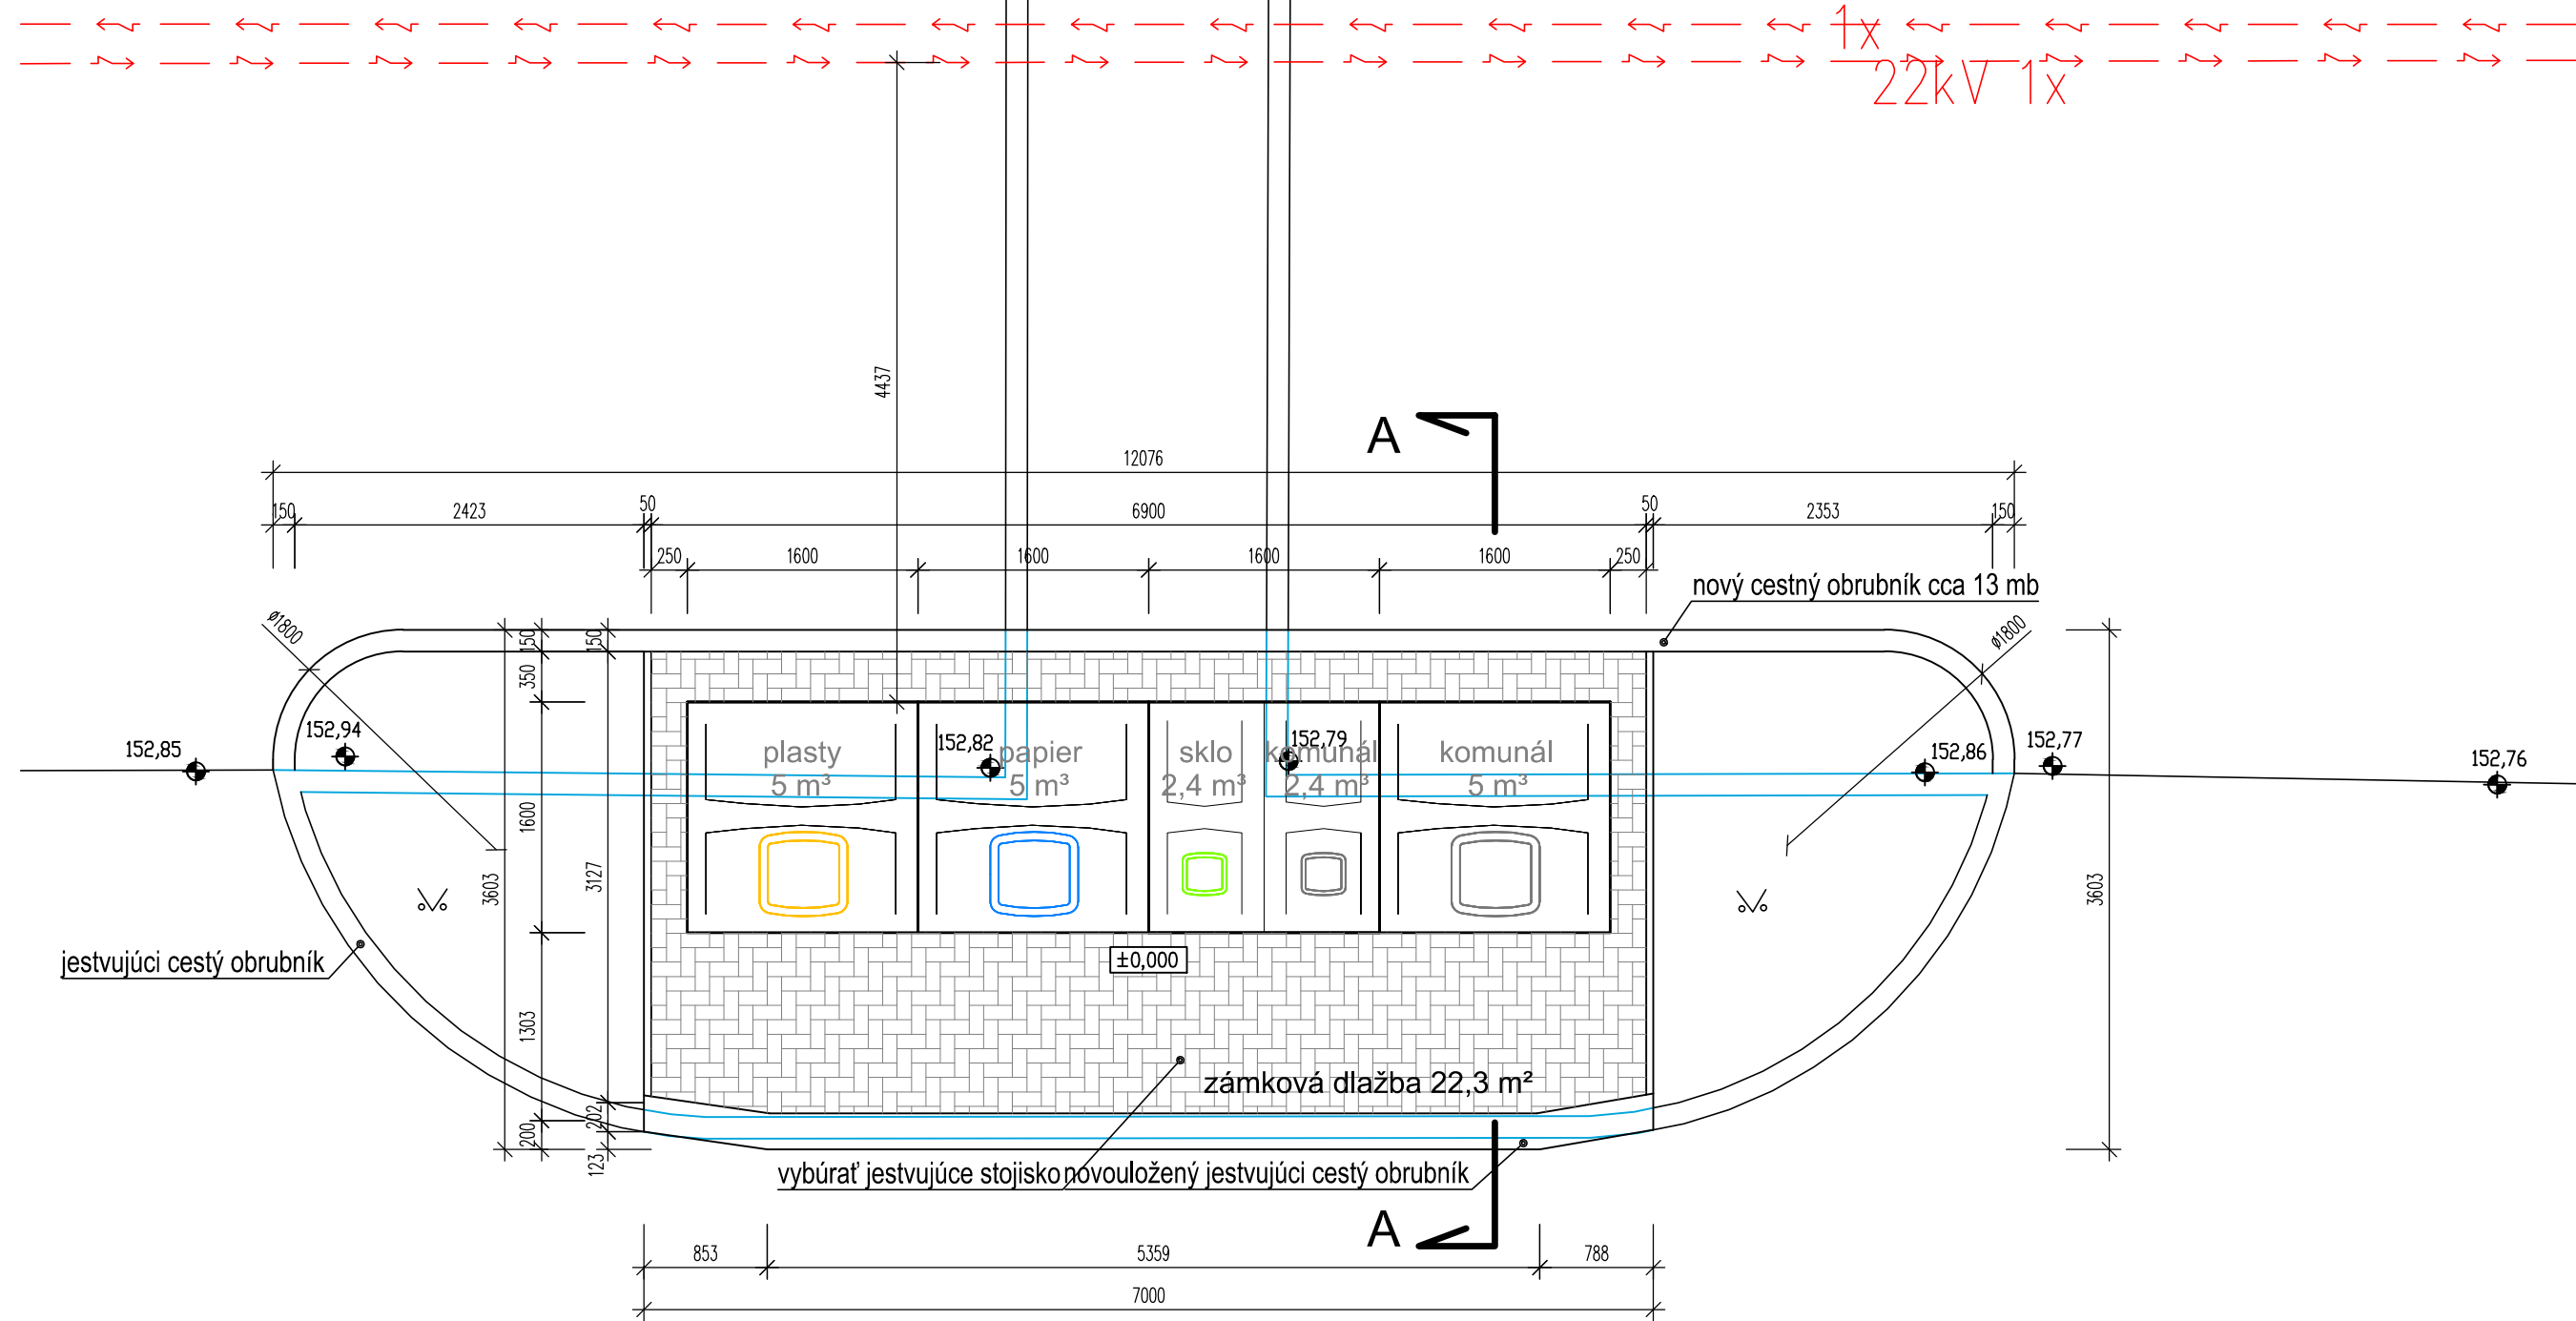 1x
22kV 1x
4437
A
12076
150
2423
50
6900
50
2353
150
250
1600
1600
1600
1600
250
nový cestný obrubník cca 13 mb
ø1800
ø1800
150
150
350
152,85
152,94
plasty
5 m³
152,82
papier
5 m³
sklo
2,4 m³
152,79
komunál
2,4 m³
komunál
5 m³
152,86
152,77
152,76
1600
3603
3127
3603
jestvujúci cestý obrubník
±0,000
1303
zámková dlažba 22,3 m²
202
200
123
vybúrať jestvujúce stojisko
novouložený jestvujúci cestý obrubník
A
853
5359
788
7000